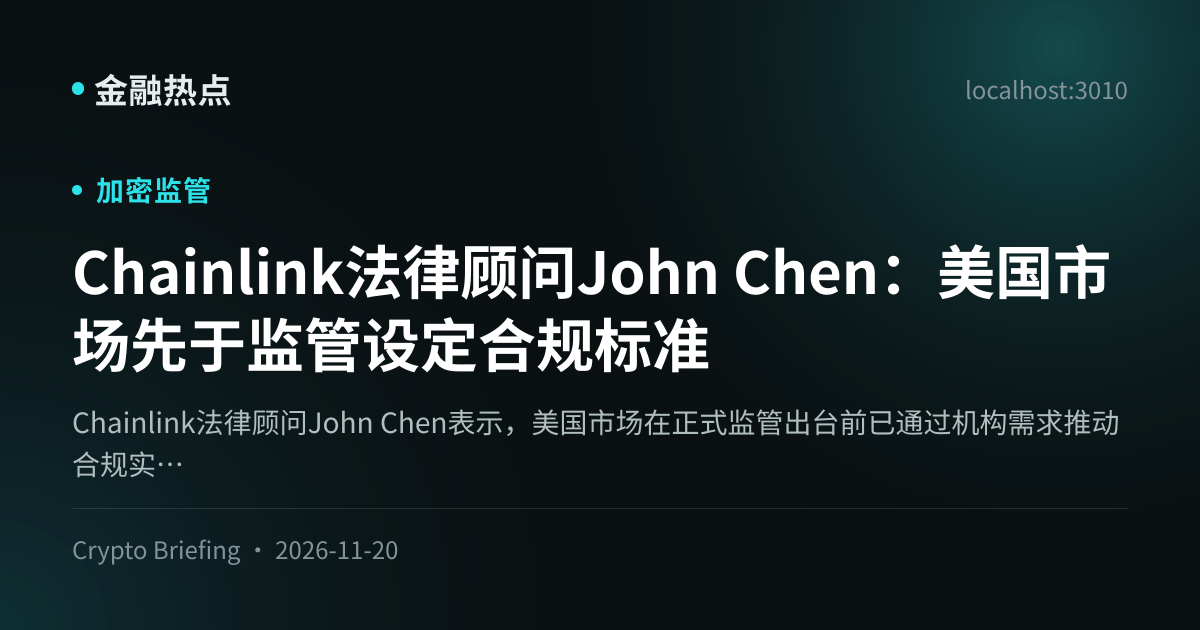 金融热点
localhost:3010
加密监管
Chainlink法律顾问John Chen：美国市
场先于监管设定合规标准
Chainlink法律顾问John Chen表示，美国市场在正式监管出台前已通过机构需求推动
合规实…
Crypto Briefing · 2026-11-20